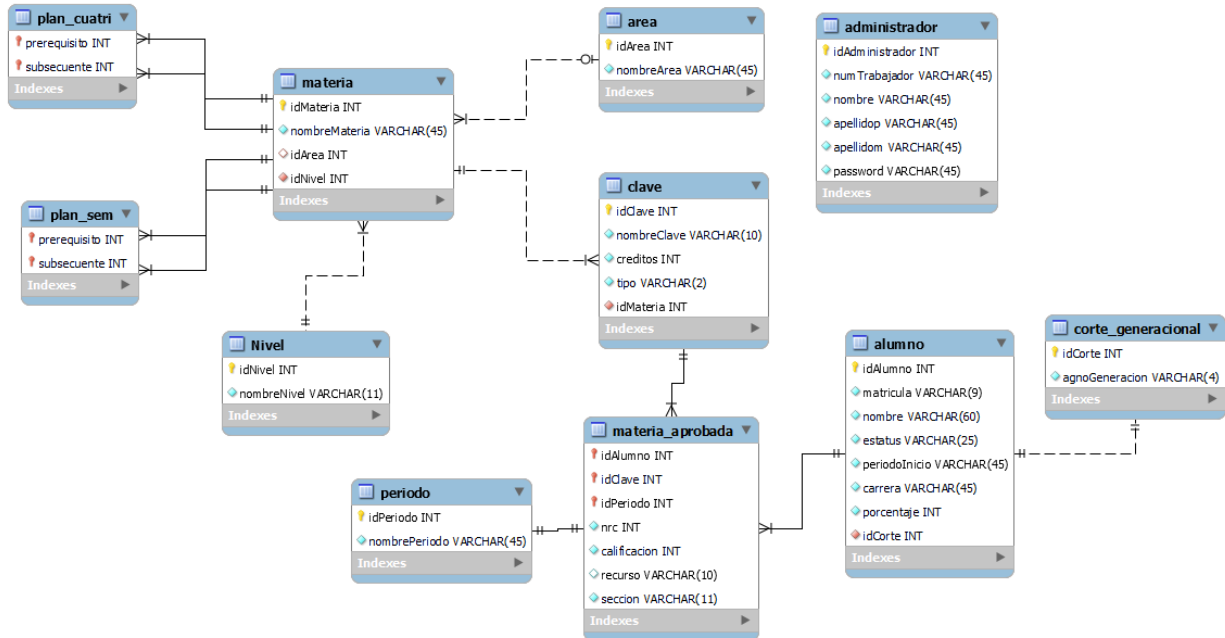 plan_cuatri
prerequisito INT
subsecuente INT
Indexes
materia
idMateria INT
nombreMateria VARCHAR(45)
idArea INT
idNivel INT
Indexes
area
idArea INT
nombreArea VARCHAR(45)
Indexes
administrador
idAdministrador INT
numTrabajador VARCHAR(45)
nombre VARCHAR(45)
apellidop VARCHAR(45)
apellidom VARCHAR(45)
password VARCHAR(45)
Indexes
plan_sem
prerequisito INT
subsecuente INT
Indexes
clave
idClave INT
nombreClave VARCHAR(10)
creditos INT
tipo VARCHAR(2)
idMateria INT
Indexes
Nivel
idNivel INT
nombreNivel VARCHAR(11)
Indexes
alumno
idAlumno INT
matricula VARCHAR(9)
nombre VARCHAR(60)
estatus VARCHAR(25)
periodoInicio VARCHAR(45)
carrera VARCHAR(45)
porcentaje INT
idCorte INT
Indexes
corte_generacional
idCorte INT
agnoGeneracion VARCHAR(4)
Indexes
materia_aprobada
idAlumno INT
idClave INT
idPeriodo INT
nrc INT
calificacion INT
recurso VARCHAR(10)
seccion VARCHAR(11)
Indexes
periodo
idPeriodo INT
nombrePeriodo VARCHAR(45)
Indexes